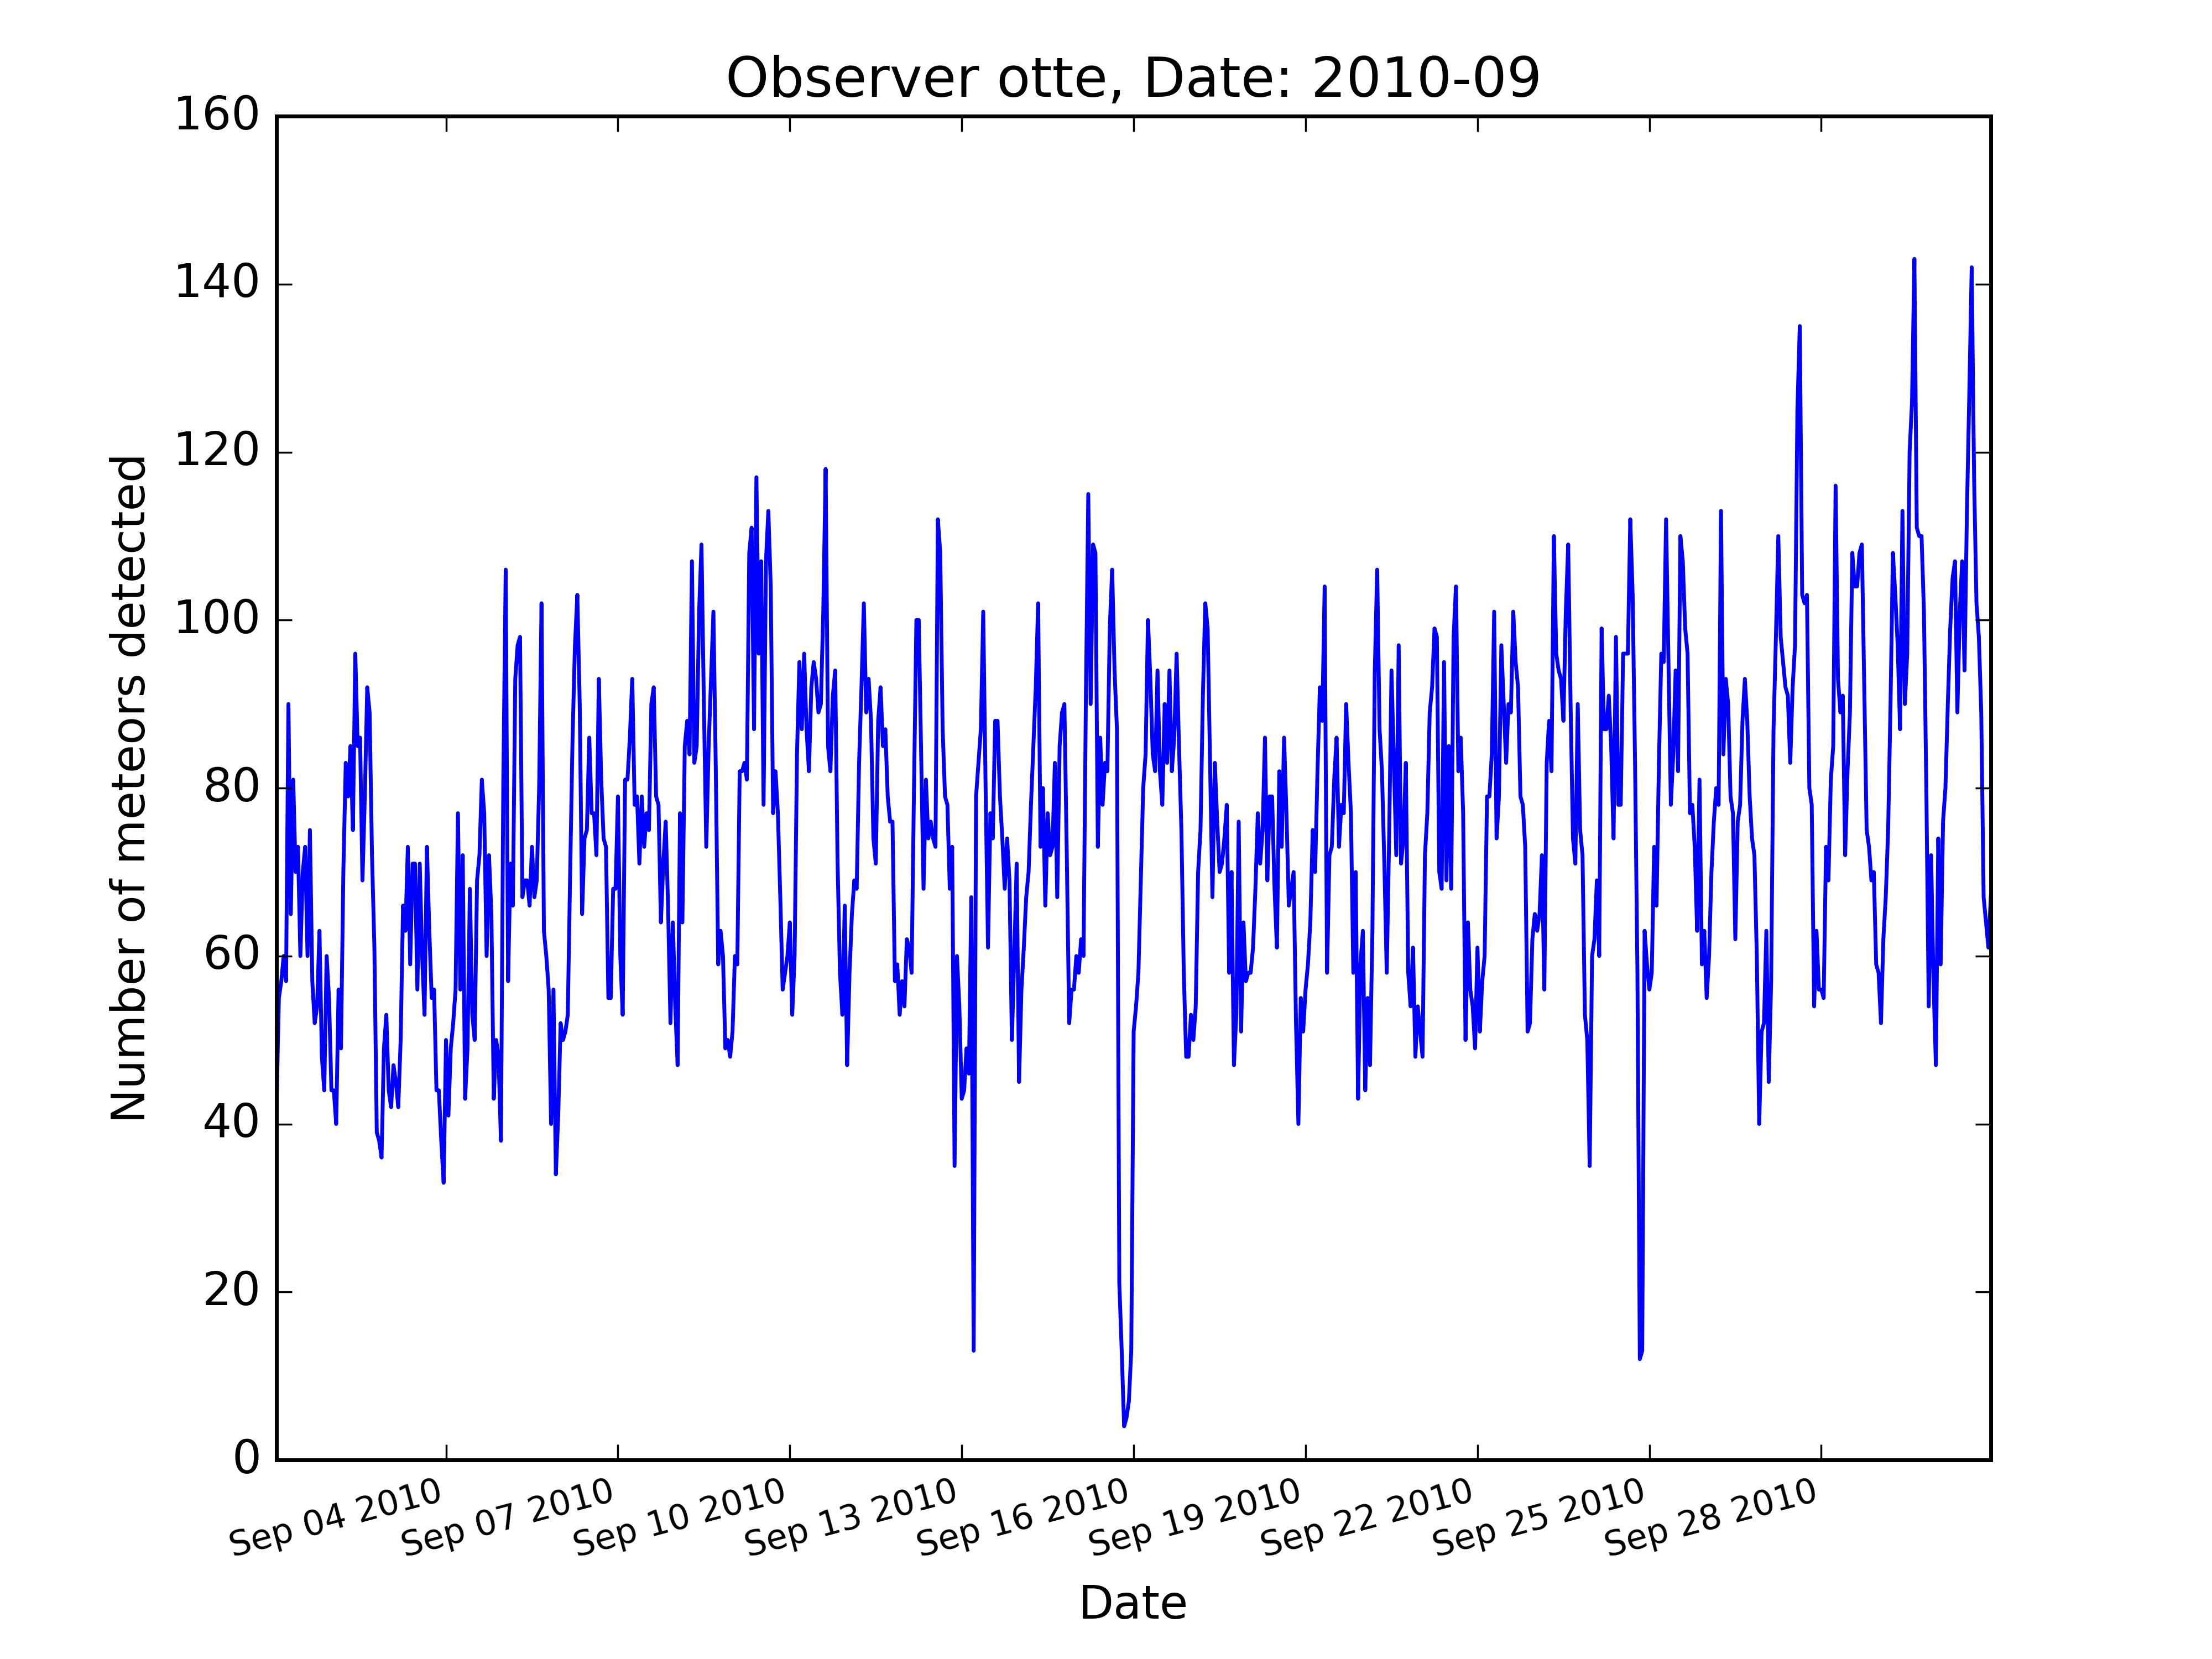 Observer otte, Date: 2010-09
160
140
120
100
80
60
40
20
0
Number of meteors detected
Sep 04 2010
Sep 07 2010
Sep 10 2010
Sep 13 2010
Sep 16 2010
Sep 19 2010
Sep 22 2010
Sep 25 2010
Sep 28 2010
Date